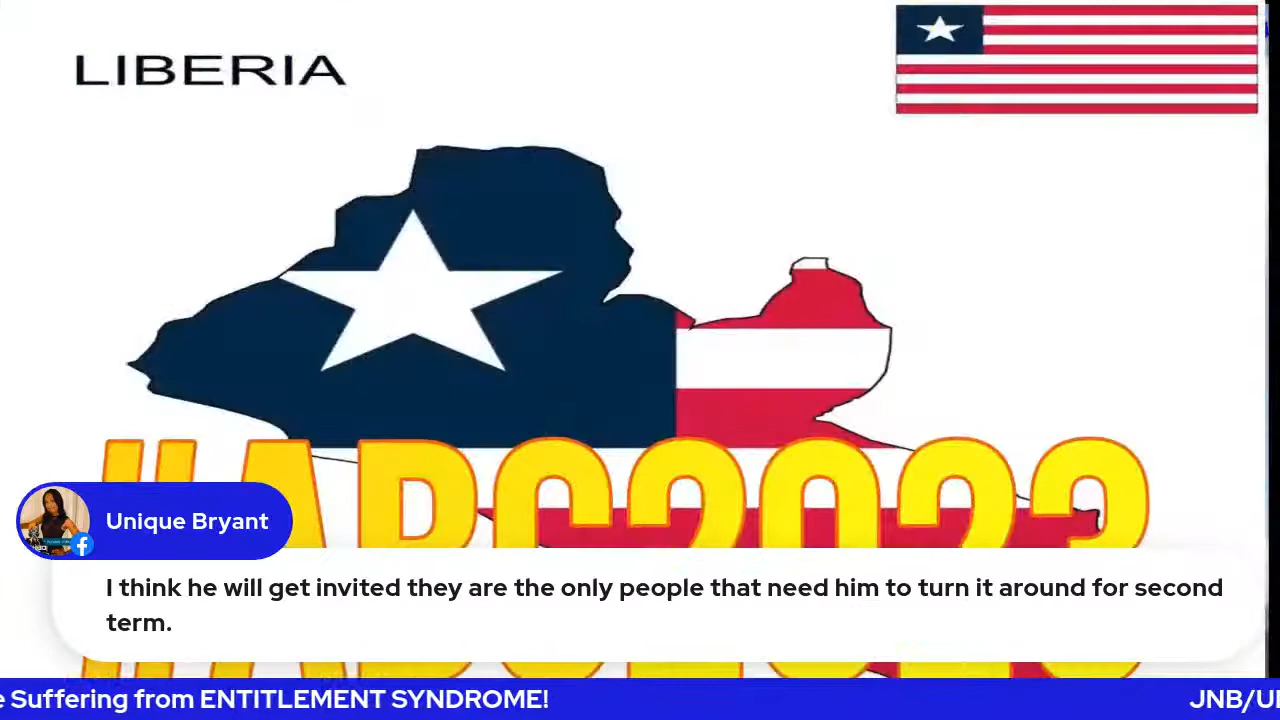 LIBERIA
#ABC2023
Unique Bryant
I think he will get invited they are the only people that need him to turn it around for second
term.
Suffering from ENTITLEMENT SYNDROME!